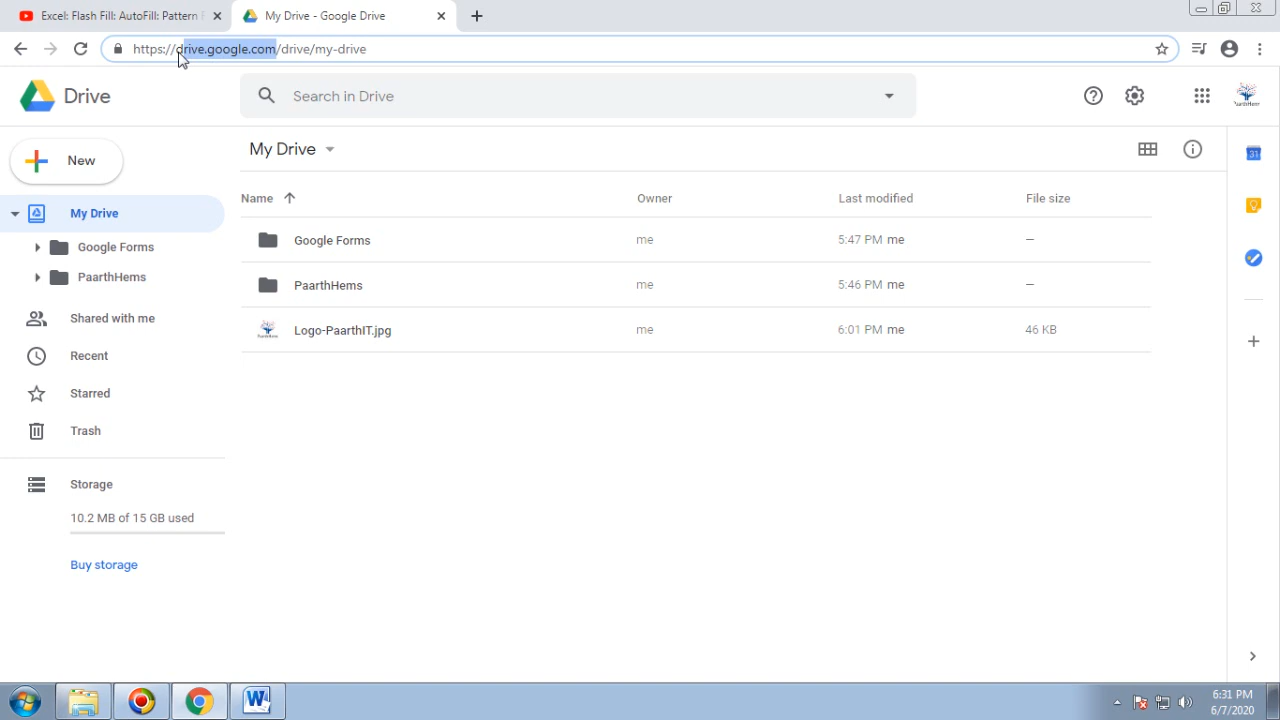 Excel: Flash Fill: AutoFill: Pattern
My Drive - Google Drive
https://drive.google.com/drive/my-drive
Drive
Search in Drive
New
My Drive
Google Forms
PaarthHems
Shared with me
Recent
Starred
Trash
Storage
10.2 MB of 15 GB used
Buy storage
My Drive
Name Owner Last modified File size
Google Forms me 5:47 PM me —
PaarthHems me 5:46 PM me —
Logo-PaarthIT.jpg me 6:01 PM me 46 KB
31
6:31 PM
6/7/2020